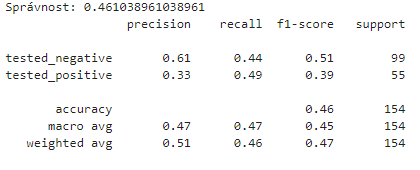 Správnost: 0.461038961038961
precision recall f1-score support
tested_negative 0.61 0.44 0.51 99
tested_positive 0.33 0.49 0.39 55
accuracy 0.46 154
macro avg 0.47 0.47 0.45 154
weighted avg 0.51 0.46 0.47 154